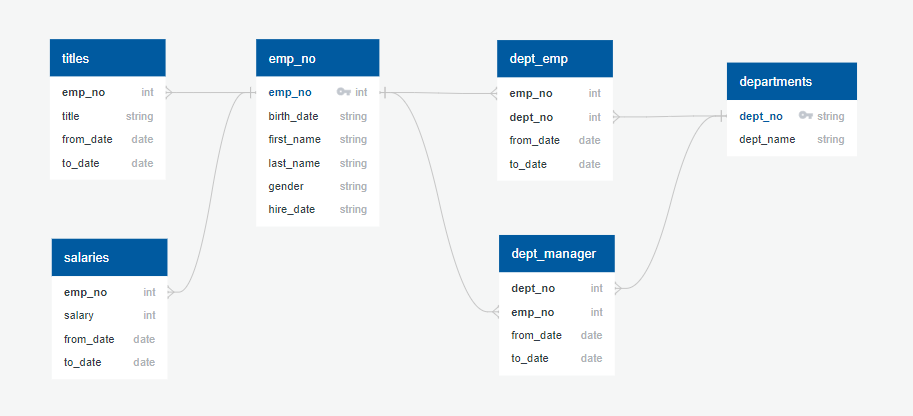 titles
emp_no int
title string
from_date date
to_date date
emp_no
emp_no int
birth_date string
first_name string
last_name string
gender string
hire_date string
dept_emp
emp_no int
dept_no int
from_date date
to_date date
departments
dept_no string
dept_name string
salaries
emp_no int
salary int
from_date date
to_date date
dept_manager
dept_no int
emp_no int
from_date date
to_date date